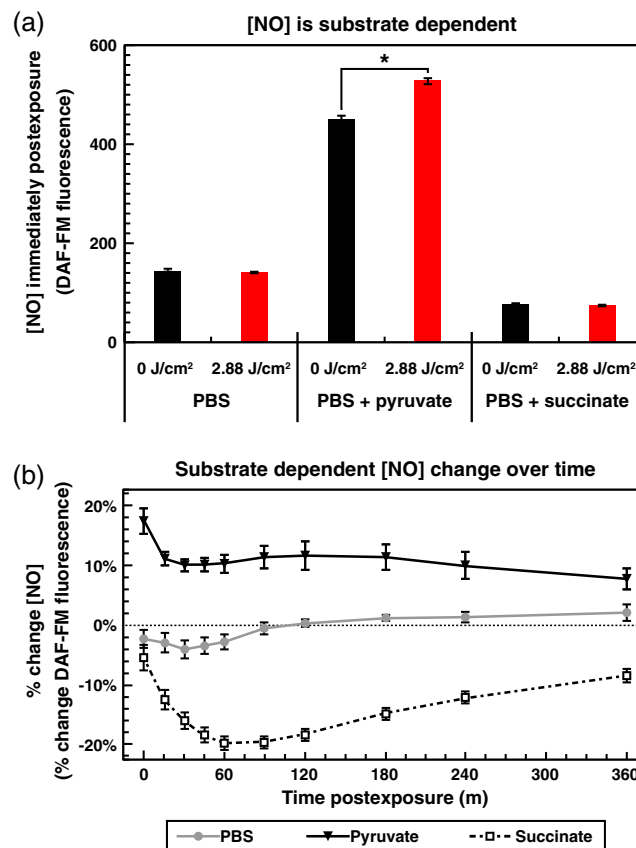 (a)
[NO] is substrate dependent
[NO] immediately postexposure
(DAF-FM fluorescence)
600
400
200
0
*
0 J/cm² 2.88 J/cm² 0 J/cm² 2.88 J/cm² 0 J/cm² 2.88 J/cm²
PBS PBS + pyruvate PBS + succinate
(b)
Substrate dependent [NO] change over time
% change [NO]
(% change DAF-FM fluorescence)
20%
10%
0%
-10%
-20%
0 60 120 180 240 300 360
Time postexposure (m)
PBS Pyruvate Succinate